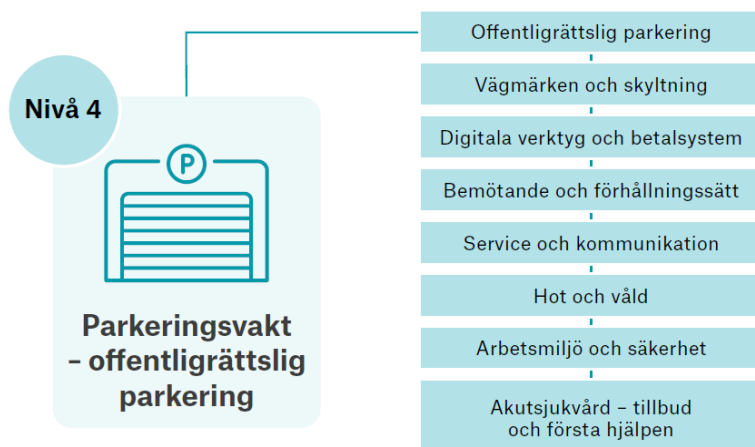 Nivå 4
P
Parkeringsvakt
– offentligrättslig
parkering
Offentligrättslig parkering
Vägmärken och skyltning
Digitala verktyg och betalsystem
Bemötande och förhållningssätt
Service och kommunikation
Hot och våld
Arbetsmiljö och säkerhet
Akutsjukvård – tillbud
och första hjälpen